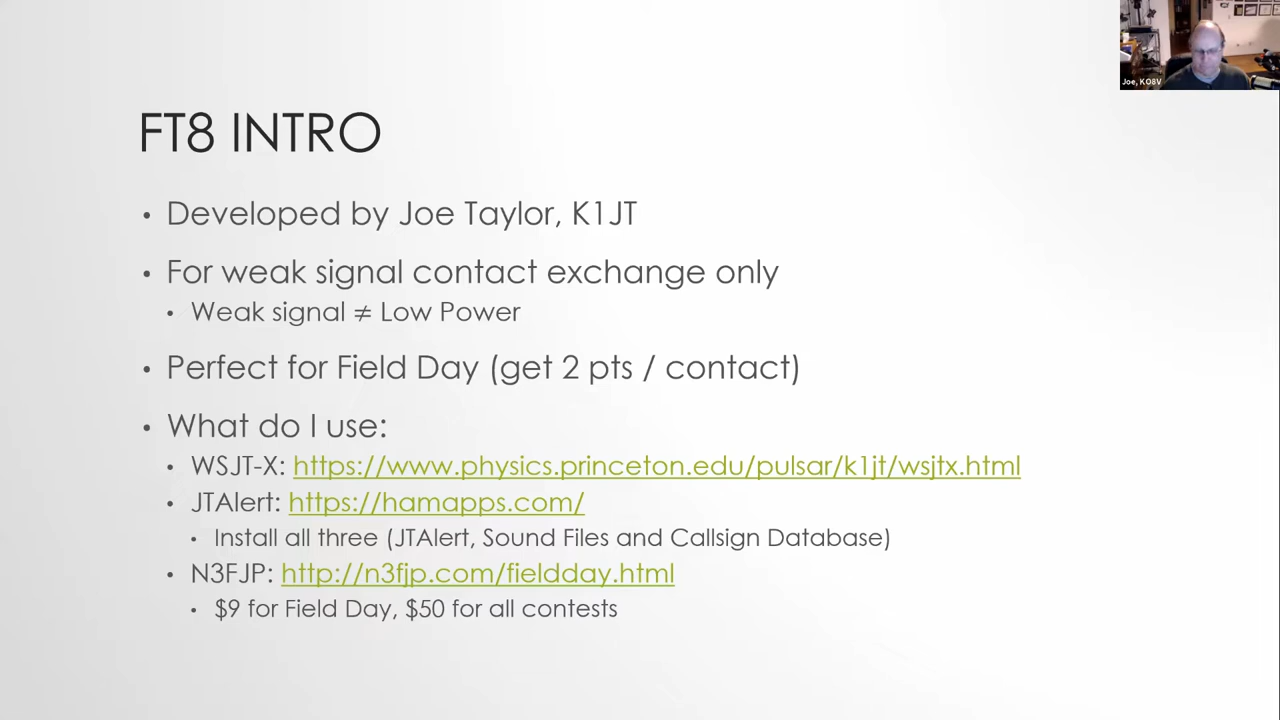 Joe, KO8V
FT8 INTRO
• Developed by Joe Taylor, K1JT
• For weak signal contact exchange only
• Weak signal ≠ Low Power
• Perfect for Field Day (get 2 pts / contact)
• What do I use:
• WSJT-X: https://www.physics.princeton.edu/pulsar/k1jt/wsjtx.html
• JTAlert: https://hamapps.com/
• Install all three (JTAlert, Sound Files and Callsign Database)
• N3FJP: http://n3fjp.com/fieldday.html
• $9 for Field Day, $50 for all contests